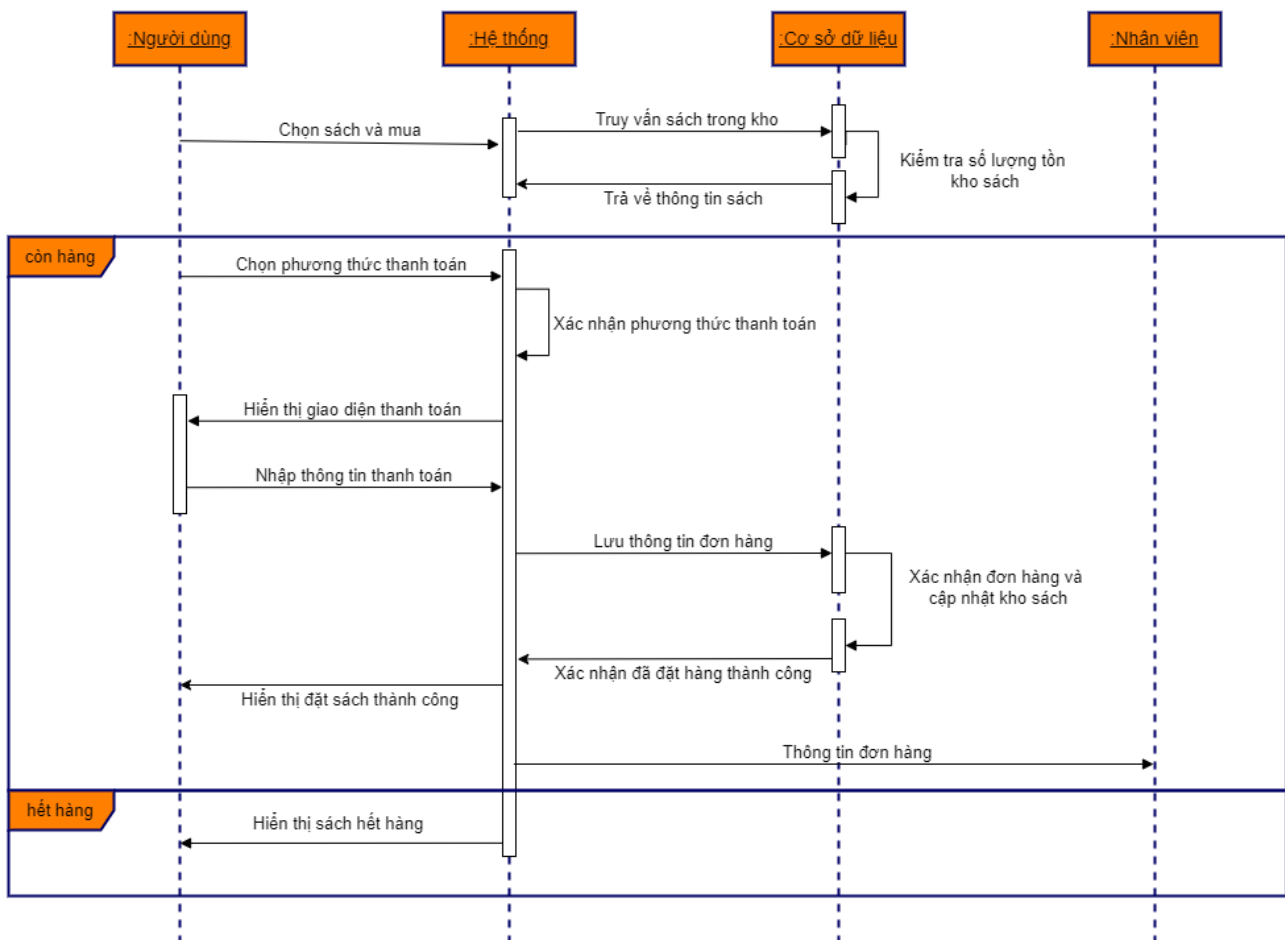 :Người dùng
:Hệ thống
:Cơ sở dữ liệu
:Nhân viên
Chọn sách và mua
Truy vấn sách trong kho
Kiểm tra số lượng tồn
kho sách
Trả về thông tin sách
còn hàng
Chọn phương thức thanh toán
Xác nhận phương thức thanh toán
Hiển thị giao diện thanh toán
Nhập thông tin thanh toán
Lưu thông tin đơn hàng
Xác nhận đơn hàng và
cập nhật kho sách
Xác nhận đã đặt hàng thành công
Hiển thị đặt sách thành công
Thông tin đơn hàng
hết hàng
Hiển thị sách hết hàng